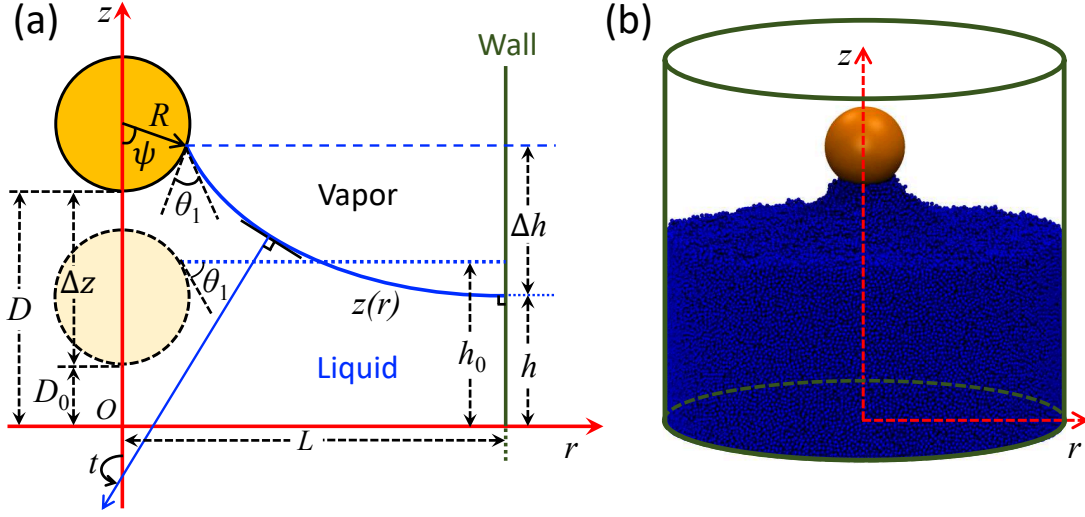 (a)
z
Wall
R
ψ
Vapor
θ₁
Δh
θ₁
Δz
D
z(r)
h₀
h
Liquid
D₀
O
L
r
t
(b)
z
r